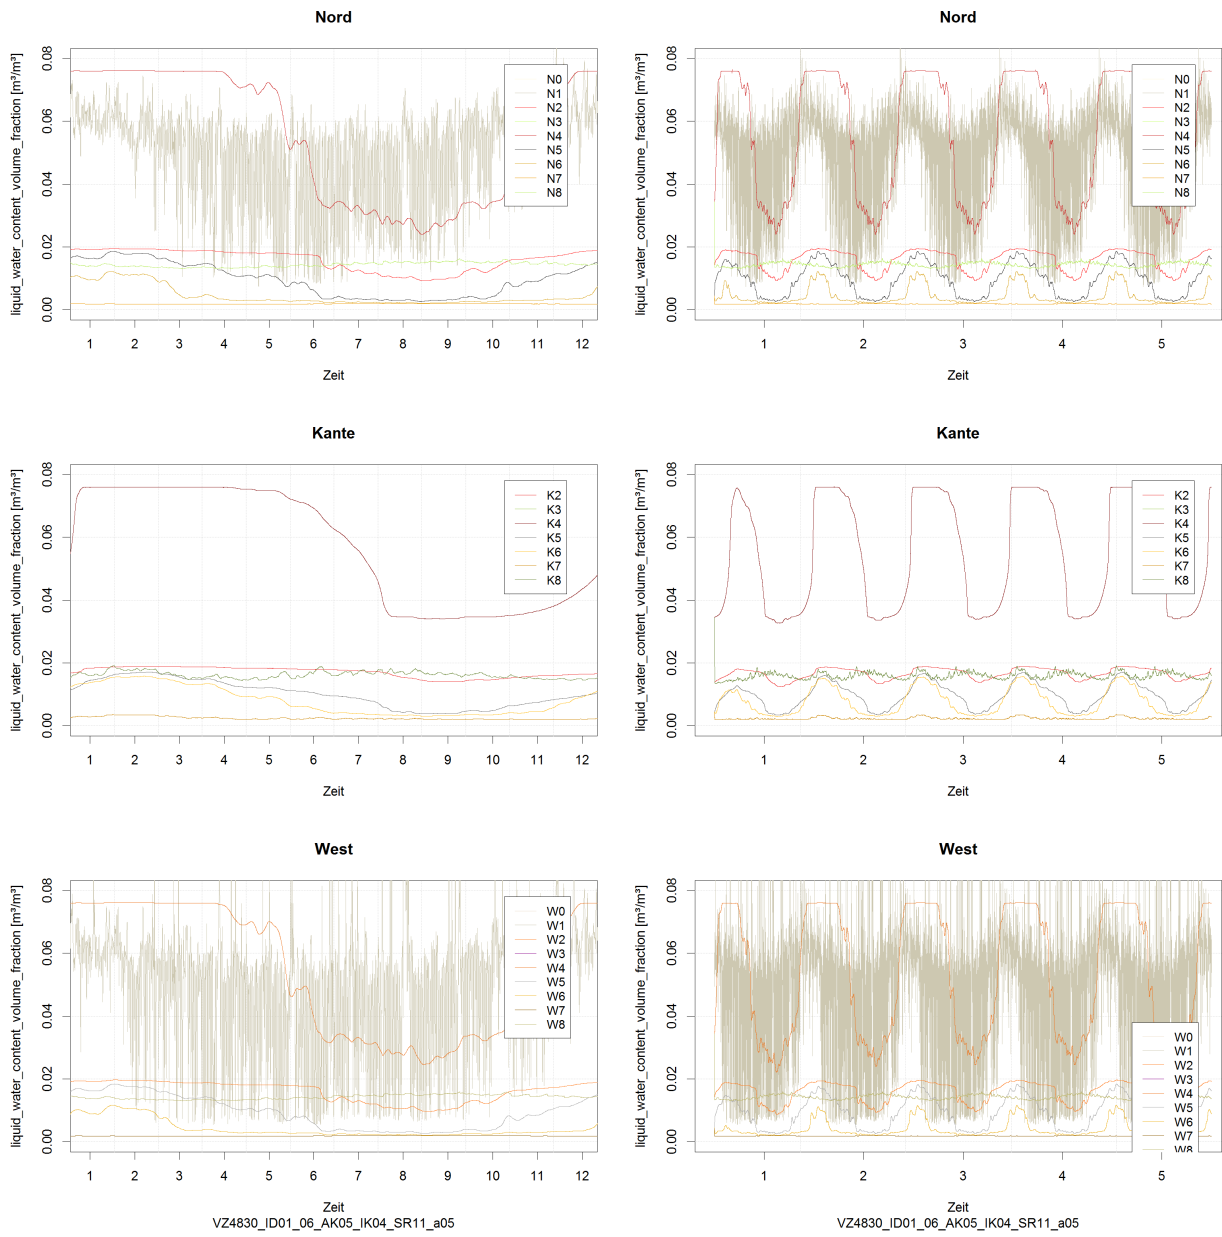 Nord
liquid_water_content_volume_fraction [m³/m³]
0.08
0.06
0.04
0.02
0.00
N0
N1
N2
N3
N4
N5
N6
N7
N8
1 2 3 4 5 6 7 8 9 10 11 12
Zeit
Nord
liquid_water_content_volume_fraction [m³/m³]
0.08
0.06
0.04
0.02
0.00
N0
N1
N2
N3
N4
N5
N6
N7
N8
1 2 3 4 5
Zeit
Kante
liquid_water_content_volume_fraction [m³/m³]
0.08
0.06
0.04
0.02
0.00
K2
K3
K4
K5
K6
K7
K8
1 2 3 4 5 6 7 8 9 10 11 12
Zeit
Kante
liquid_water_content_volume_fraction [m³/m³]
0.08
0.06
0.04
0.02
0.00
K2
K3
K4
K5
K6
K7
K8
1 2 3 4 5
Zeit
West
liquid_water_content_volume_fraction [m³/m³]
0.08
0.06
0.04
0.02
0.00
W0
W1
W2
W3
W4
W5
W6
W7
W8
1 2 3 4 5 6 7 8 9 10 11 12
Zeit
VZ4830_ID01_06_AK05_IK04_SR11_a05
West
liquid_water_content_volume_fraction [m³/m³]
0.08
0.06
0.04
0.02
0.00
W0
W1
W2
W3
W4
W5
W6
W7
W8
1 2 3 4 5
Zeit
VZ4830_ID01_06_AK05_IK04_SR11_a05